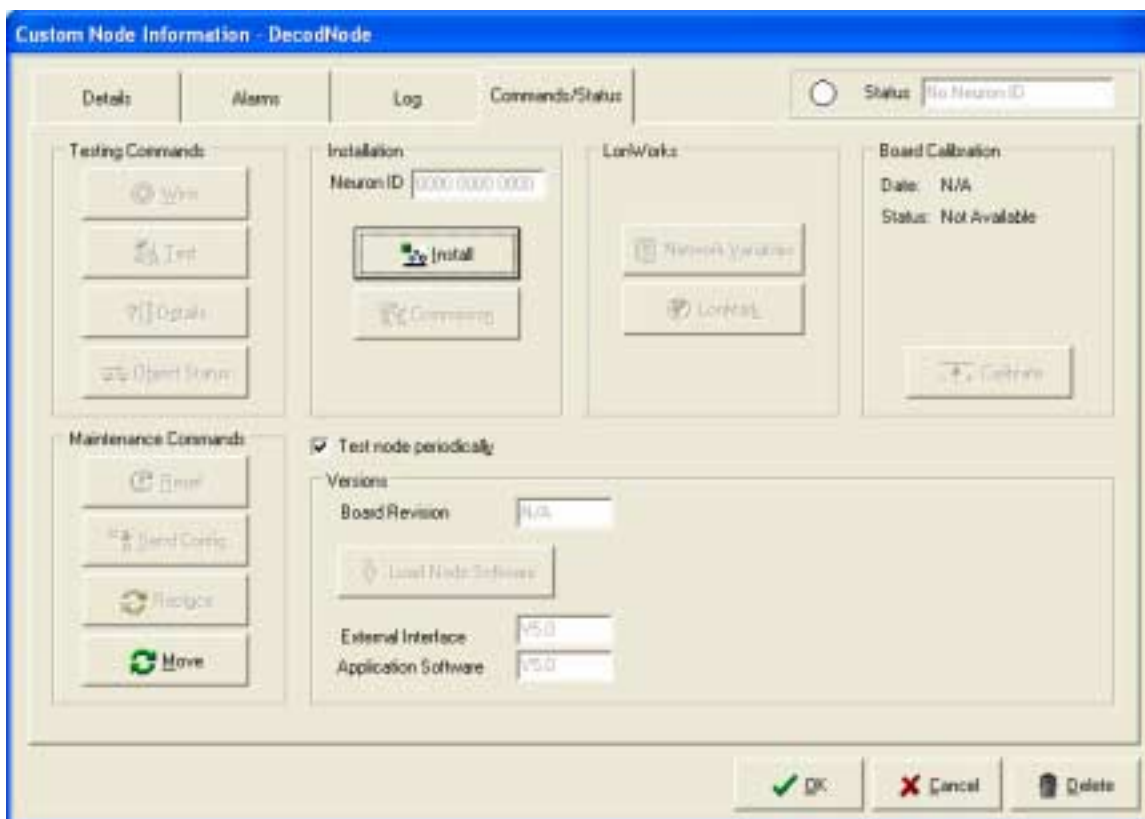 Custom Node Information - DecodNode
Details
Alarms
Log
Commands/Status
Status
No Neuron ID
Testing Commands
Wink
Test
Details
Object Status
Installation
Neuron ID
0000 0000 0000
Install
Commission
LonWorks
Network Variables
LonMark
Board Calibration
Date: N/A
Status: Not Available
Calibrate
Maintenance Commands
Reset
Send Config
Replace
Move
Test node periodically
Versions
Board Revision
N/A
Load Node Software
External Interface
V5.0
Application Software
V5.0
OK
Cancel
Delete